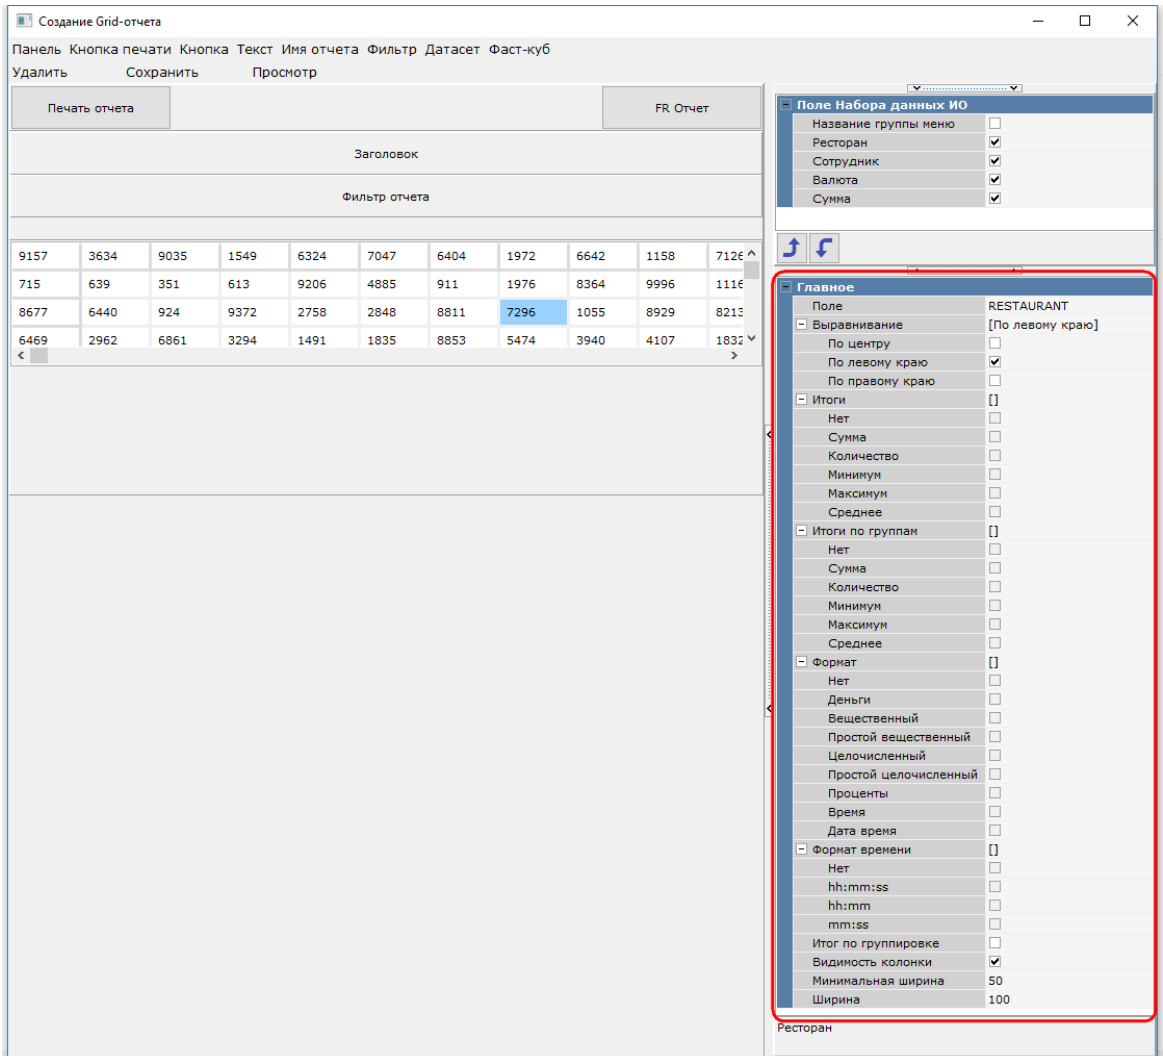 Создание Grid-отчета
Панель Кнопка печати Кнопка Текст Имя отчета Фильтр Датасет Фаст-куб
Удалить Сохранить Просмотр
Печать отчета FR Отчет
Заголовок
Фильтр отчета
9157 3634 9035 1549 6324 7047 6404 1972 6642 1158 7126
715 639 351 613 9206 4885 911 1976 8364 9996 1116
8677 6440 924 9372 2758 2848 8811 7296 1055 8929 8213
6469 2962 6861 3294 1491 1835 8853 5474 3940 4107 1832
Поле Набора данных ИО
Название группы меню
Ресторан
Сотрудник
Валюта
Сумма
Главное
Поле RESTAURANT
Выравнивание [По левому краю]
По центру
По левому краю
По правому краю
Итоги []
Нет
Сумма
Количество
Минимум
Максимум
Среднее
Итоги по группам []
Нет
Сумма
Количество
Минимум
Максимум
Среднее
Формат []
Нет
Деньги
Вещественный
Простой вещественный
Целочисленный
Простой целочисленный
Проценты
Время
Дата время
Формат времени []
Нет
hh:mm:ss
hh:mm
mm:ss
Итог по группировке
Видимость колонки
Минимальная ширина 50
Ширина 100
Ресторан